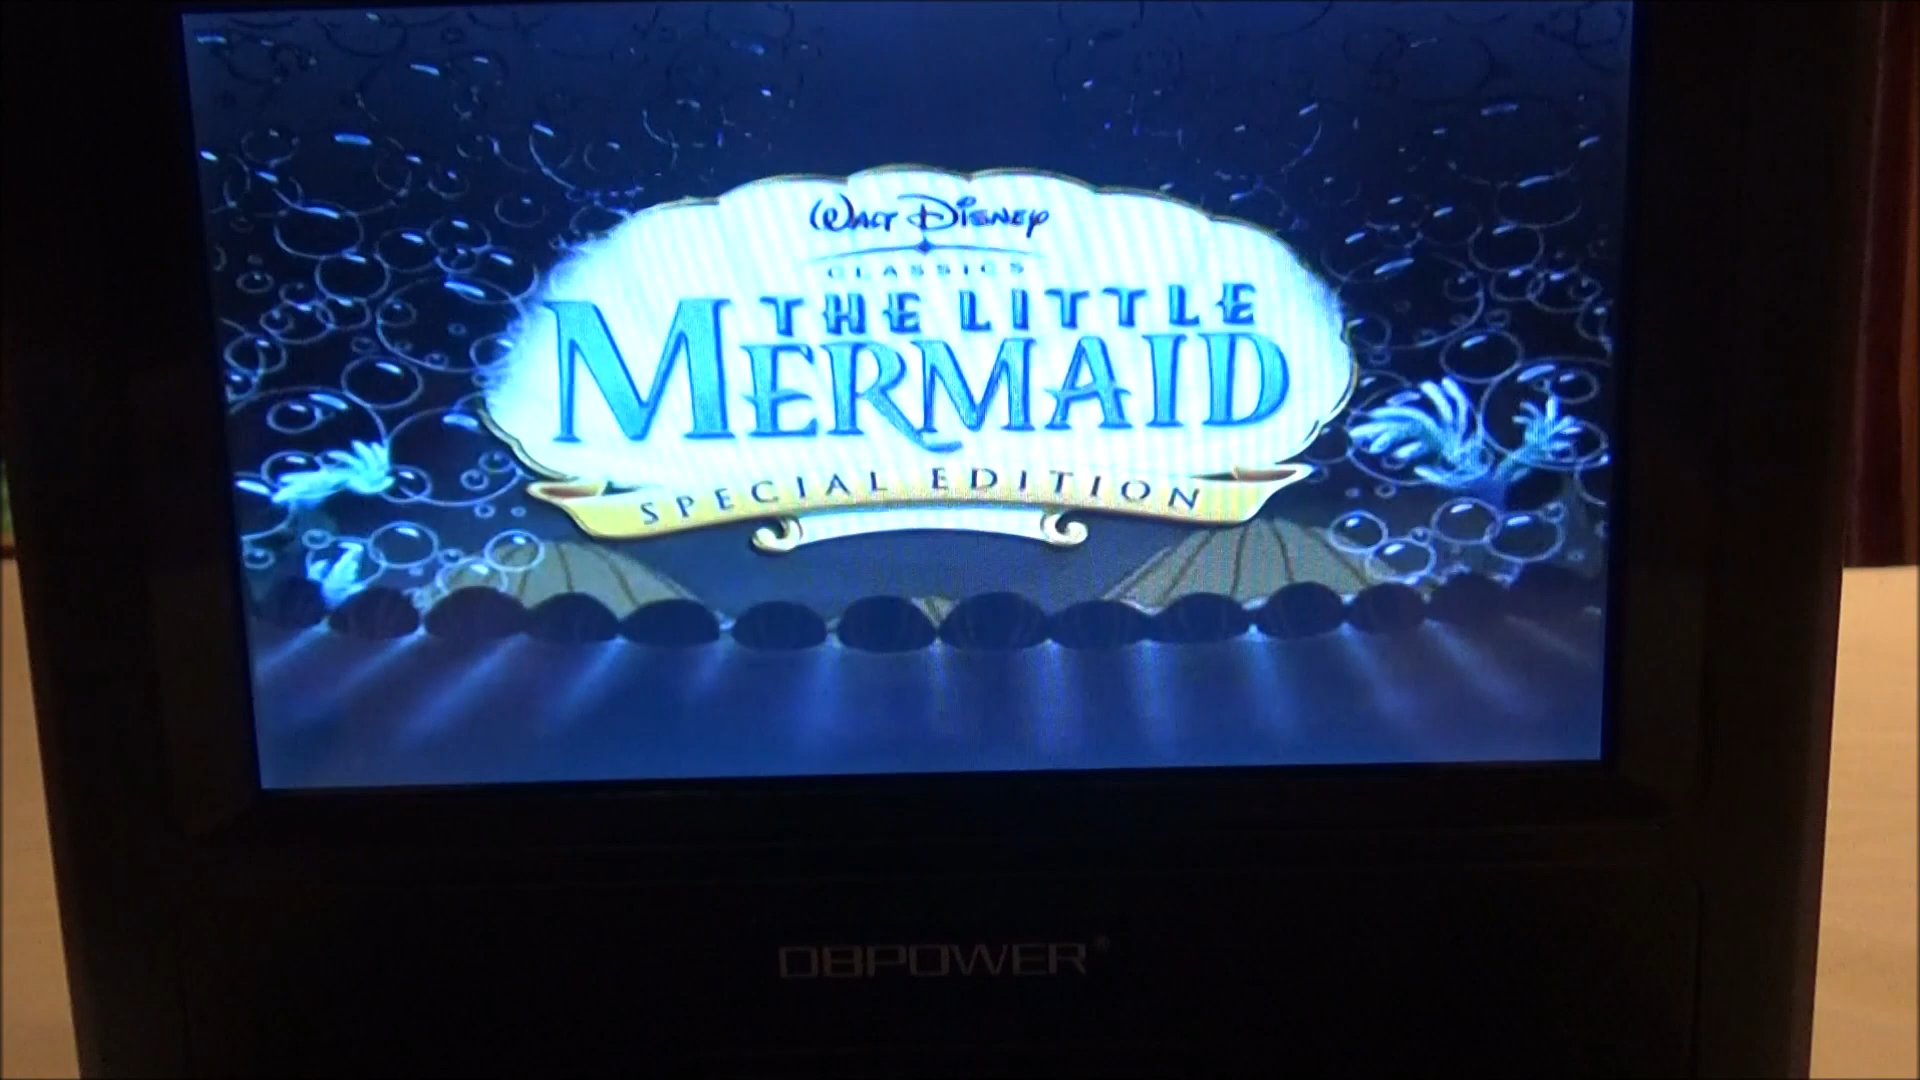 WALT DISNEY
CLASSICS
THE LITTLE
MERMAID
SPECIAL EDITION
DBPOWER®